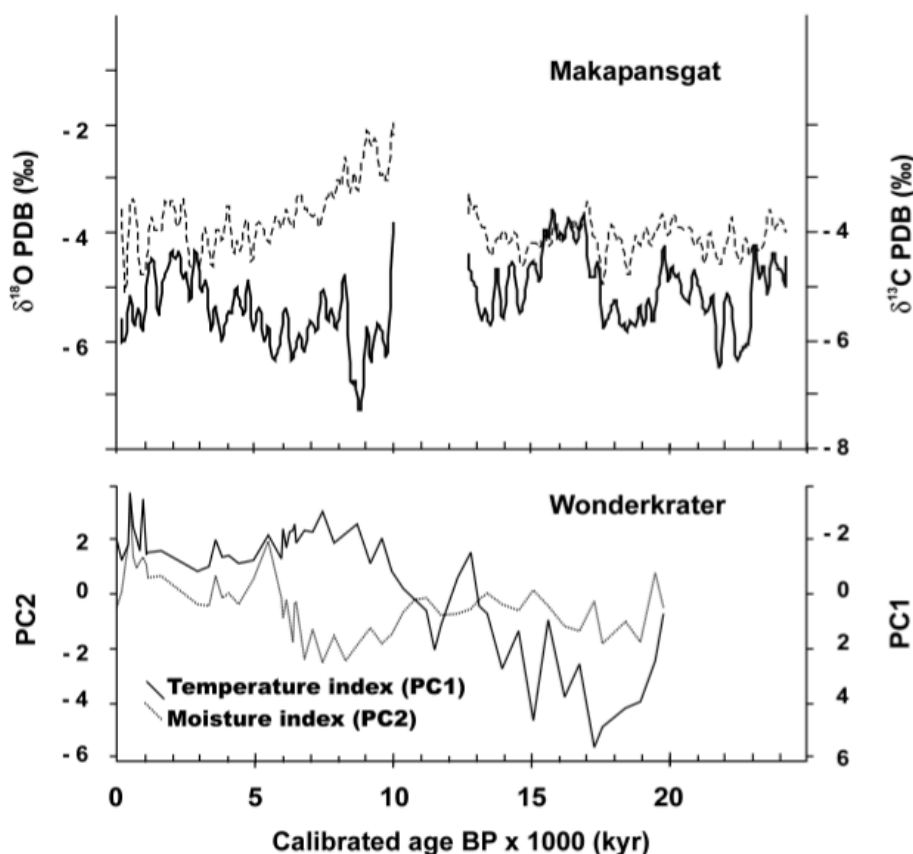 Makapansgat
δ18O PDB (‰)
- 2
- 4
- 6
δ13C PDB (‰)
- 4
- 6
- 8
Wonderkrater
PC2
2
0
- 2
- 4
- 6
PC1
- 2
0
2
4
6
Temperature index (PC1)
Moisture index (PC2)
0 5 10 15 20
Calibrated age BP x 1000 (kyr)